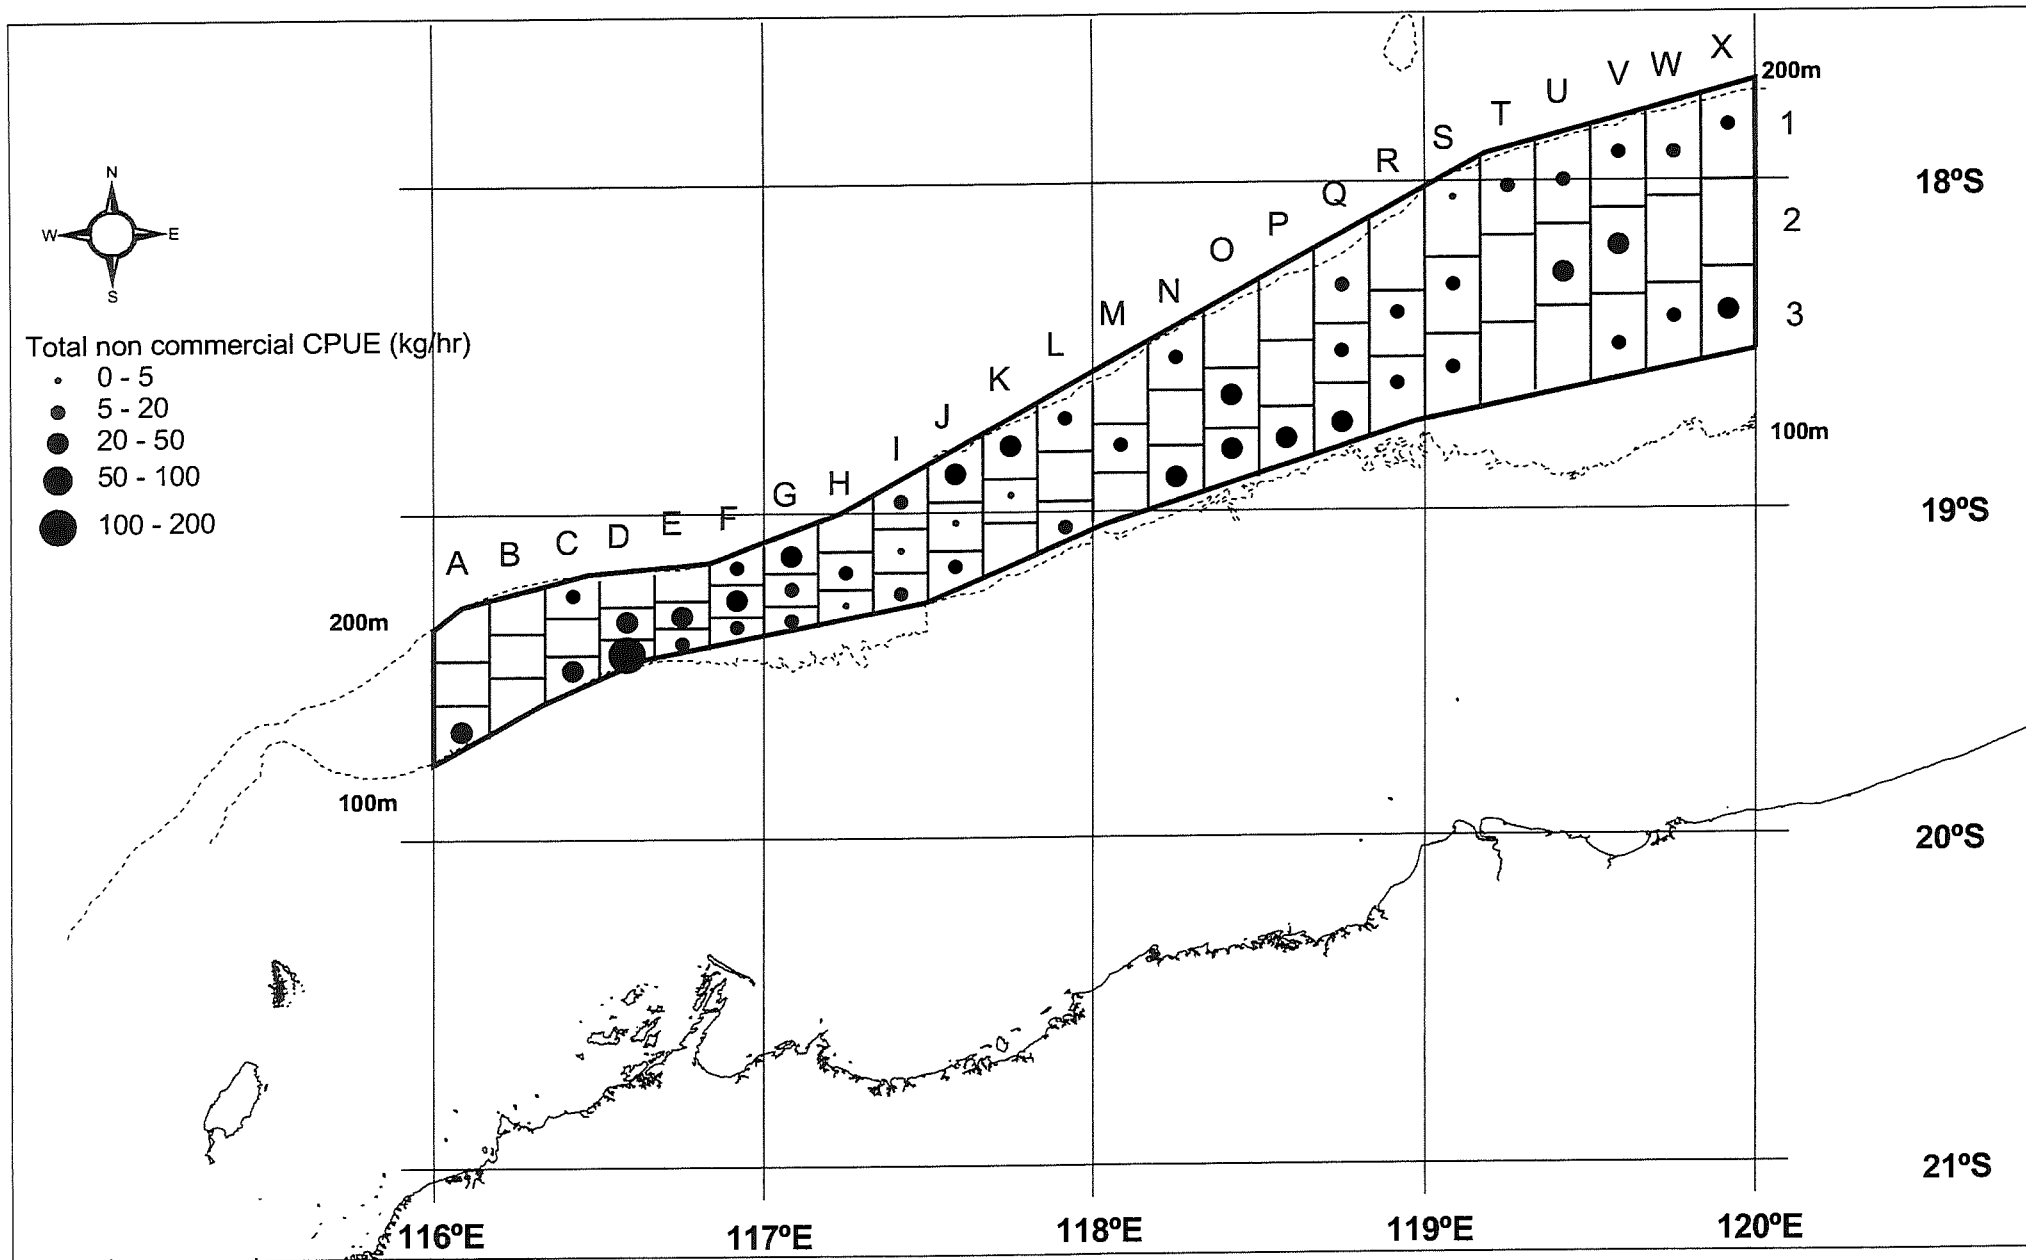 X
W
V
U
T
S
R
Q
P
O
N
M
L
K
J
I
H
G
F
E
D
C
B
A
200m
1
2
3
100m
18ºS
19ºS
20ºS
21ºS
N
W E
S
Total non commercial CPUE (kg/hr)
0 - 5
5 - 20
20 - 50
50 - 100
100 - 200
200m
100m
116ºE 117ºE 118ºE 119ºE 120ºE